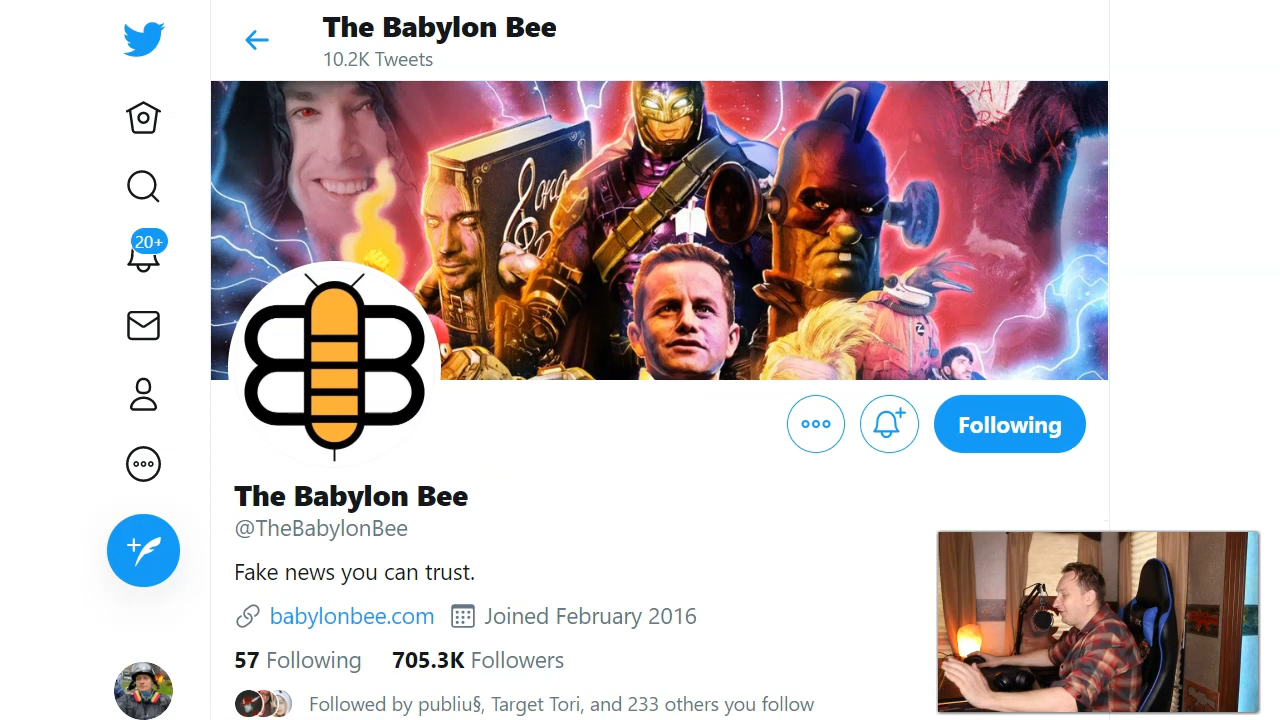 The Babylon Bee
10.2K Tweets
EAT
20+
Following
The Babylon Bee
@TheBabylonBee
Fake news you can trust.
babylonbee.com Joined February 2016
57 Following 705.3K Followers
Followed by publiu§, Target Tori, and 233 others you follow